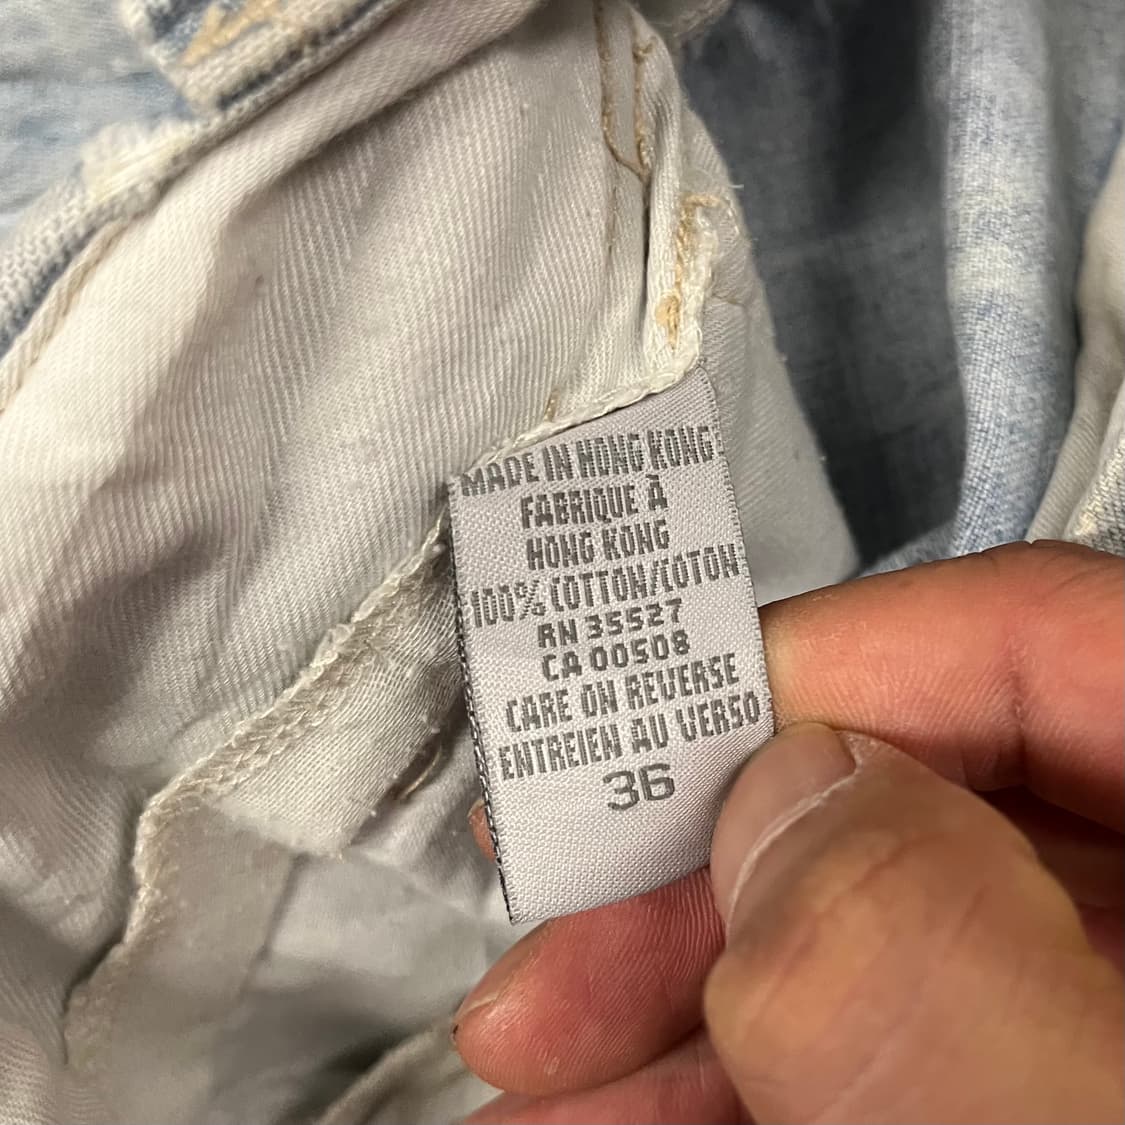 MADE IN HONG KONG
FABRIQUE À
HONG KONG
100% COTTON/COTON
RN 35527
CA 00508
CARE ON REVERSE
ENTREIEN AU VERSO
36